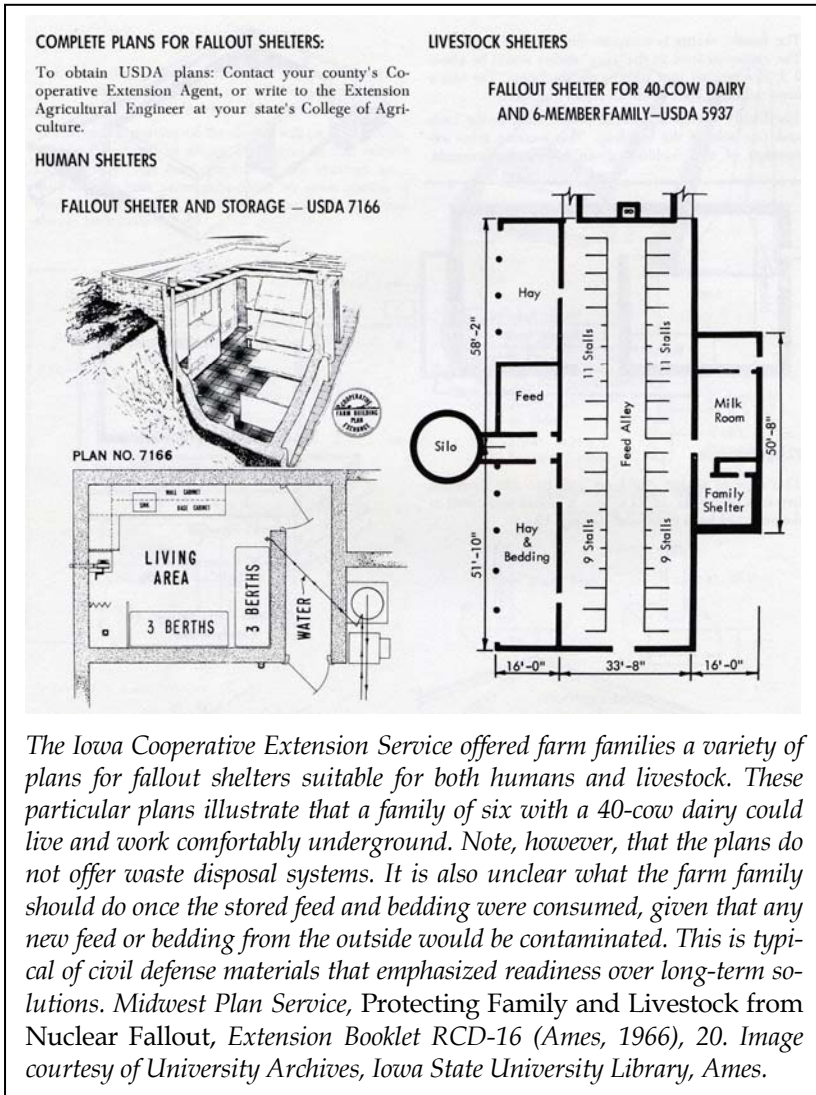 COMPLETE PLANS FOR FALLOUT SHELTERS:
To obtain USDA plans: Contact your county's Co-
operative Extension Agent, or write to the Extension
Agricultural Engineer at your state's College of Agri-
culture.
HUMAN SHELTERS
FALLOUT SHELTER AND STORAGE – USDA 7166
COOPERATIVE
FARM BUILDING
PLAN
EXCHANGE
PLAN NO. 7166
WALL CABINET
SINK
BASE CABINET
LIVING
AREA
3 BERTHS
3 BERTHS
WATER
LIVESTOCK SHELTERS
FALLOUT SHELTER FOR 40-COW DAIRY
AND 6-MEMBER FAMILY–USDA 5937
Hay
58'-2"
11 Stalls
11 Stalls
Feed
Feed Alley
Milk
Room
50'-8"
Silo
Family
Shelter
Hay
&
Bedding
51'-10"
9 Stalls
9 Stalls
16'-0"
33'-8"
16'-0"
The Iowa Cooperative Extension Service offered farm families a variety of
plans for fallout shelters suitable for both humans and livestock. These
particular plans illustrate that a family of six with a 40-cow dairy could
live and work comfortably underground. Note, however, that the plans do
not offer waste disposal systems. It is also unclear what the farm family
should do once the stored feed and bedding were consumed, given that any
new feed or bedding from the outside would be contaminated. This is typi-
cal of civil defense materials that emphasized readiness over long-term so-
lutions. Midwest Plan Service, Protecting Family and Livestock from
Nuclear Fallout, Extension Booklet RCD-16 (Ames, 1966), 20. Image
courtesy of University Archives, Iowa State University Library, Ames.